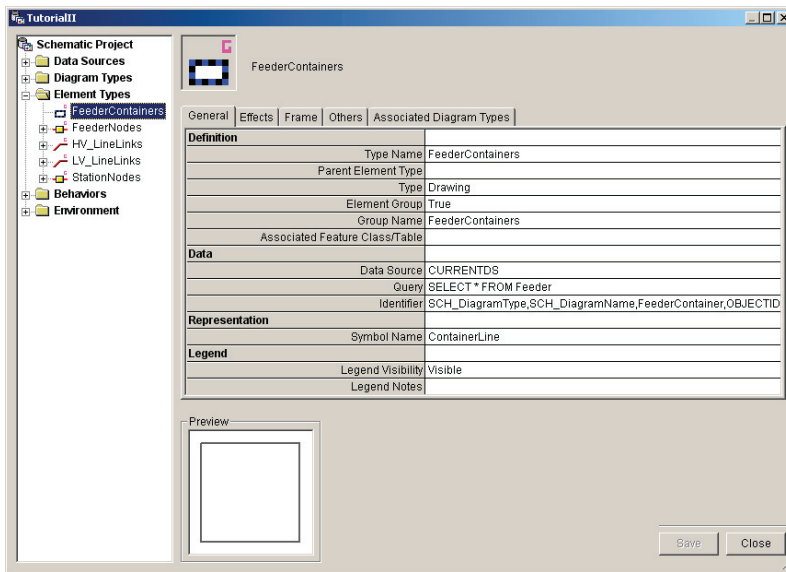 TutorialII
Schematic Project
Data Sources
Diagram Types
Element Types
FeederContainers
FeederNodes
HV_LineLinks
LV_LineLinks
StationNodes
Behaviors
Environment
FeederContainers
General Effects Frame Others Associated Diagram Types
Definition
Type Name FeederContainers
Parent Element Type
Type Drawing
Element Group True
Group Name FeederContainers
Associated Feature Class/Table
Data
Data Source CURRENTDS
Query SELECT * FROM Feeder
Identifier SCH_DiagramType,SCH_DiagramName,FeederContainer,OBJECTID
Representation
Symbol Name ContainerLine
Legend
Legend Visibility Visible
Legend Notes
Preview
Save Close